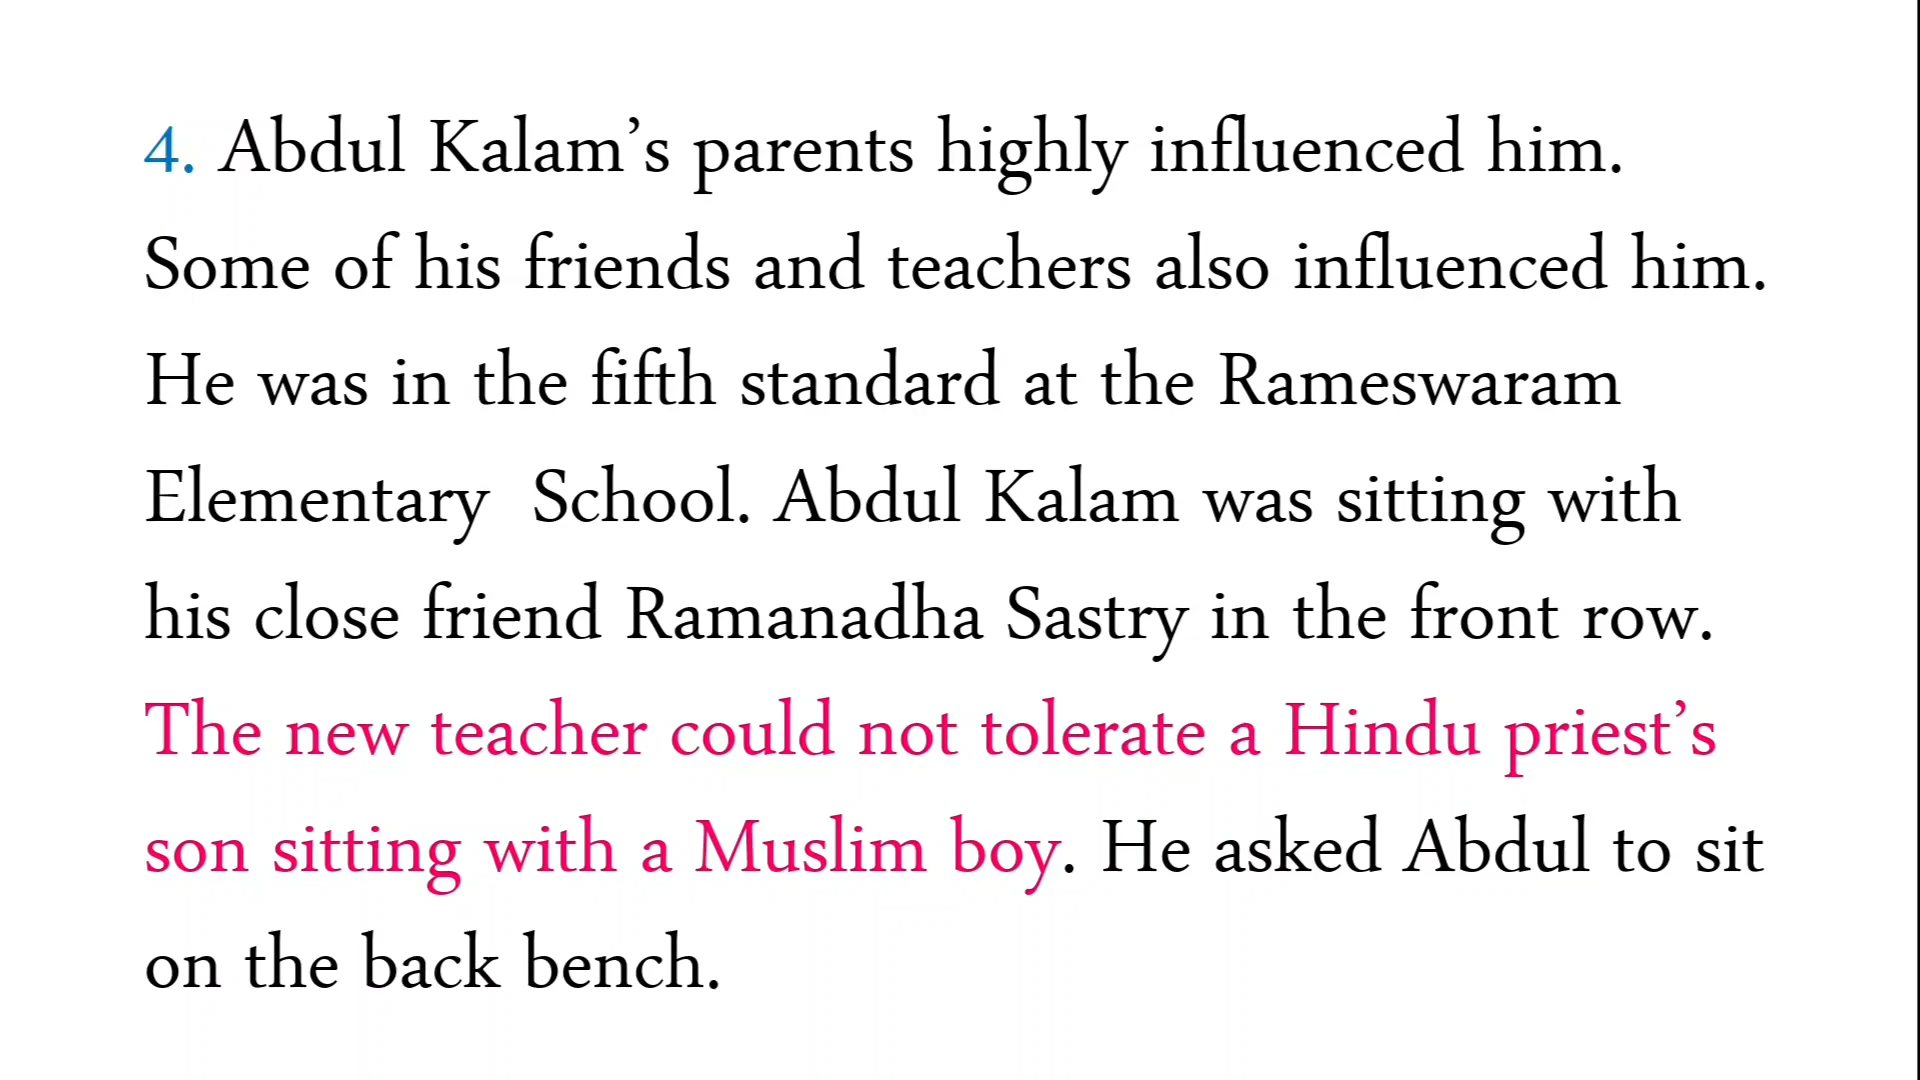 4. Abdul Kalam’s parents highly influenced him.
Some of his friends and teachers also influenced him.
He was in the fifth standard at the Rameswaram
Elementary  School. Abdul Kalam was sitting with
his close friend Ramanadha Sastry in the front row.
The new teacher could not tolerate a Hindu priest’s
son sitting with a Muslim boy. He asked Abdul to sit
on the back bench.